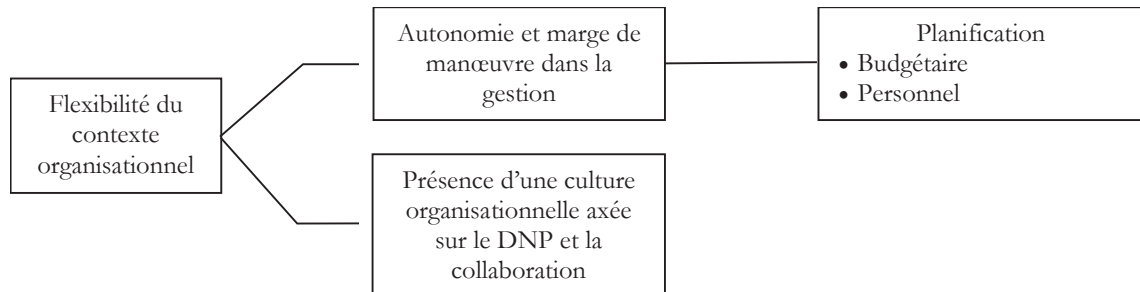 Flexibilité du
contexte
organisationnel
Autonomie et marge de
manœuvre dans la
gestion
Planification
• Budgétaire
• Personnel
Présence d’une culture
organisationnelle axée
sur le DNP et la
collaboration